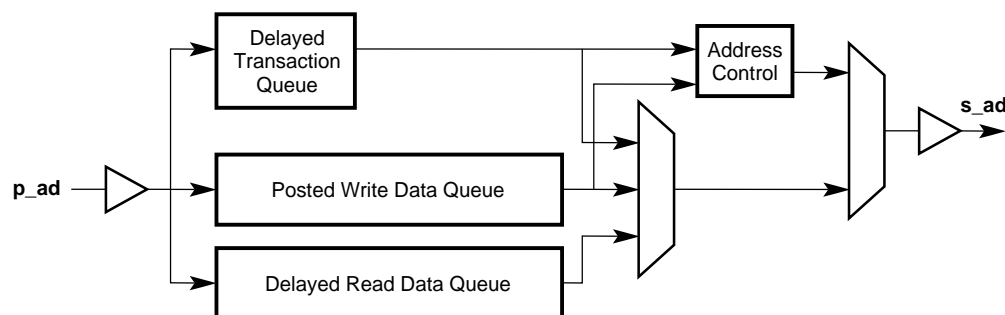 Delayed
Transaction
Queue
Address
Control
s_ad
p_ad
Posted Write Data Queue
Delayed Read Data Queue